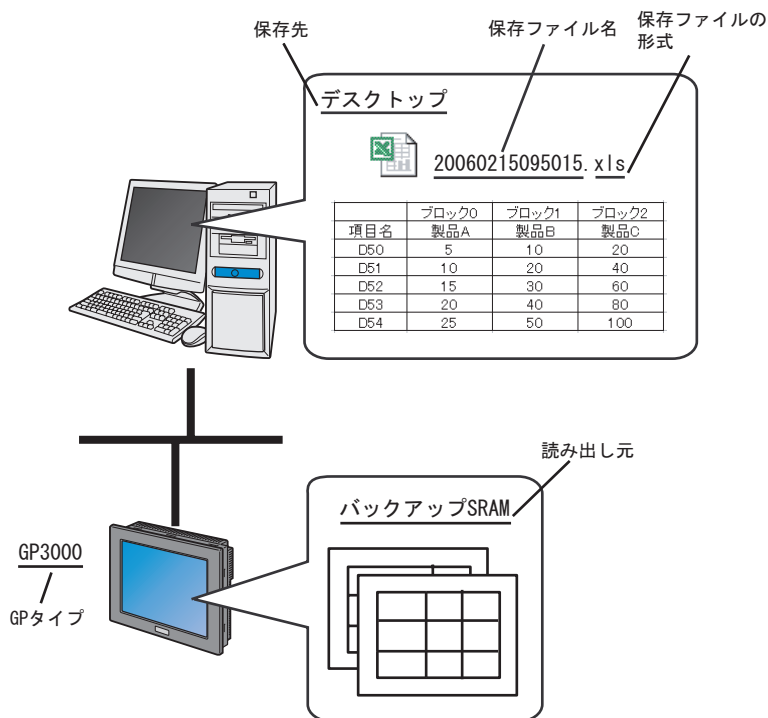 保存先
保存ファイル名
保存ファイルの
形式
デスクトップ
20060215095015.xls
ブロック0 ブロック1 ブロック2
項目名 製品A 製品B 製品C
D50 5 10 20
D51 10 20 40
D52 15 30 60
D53 20 40 80
D54 25 50 100
読み出し元
バックアップSRAM
GP3000
GPタイプ